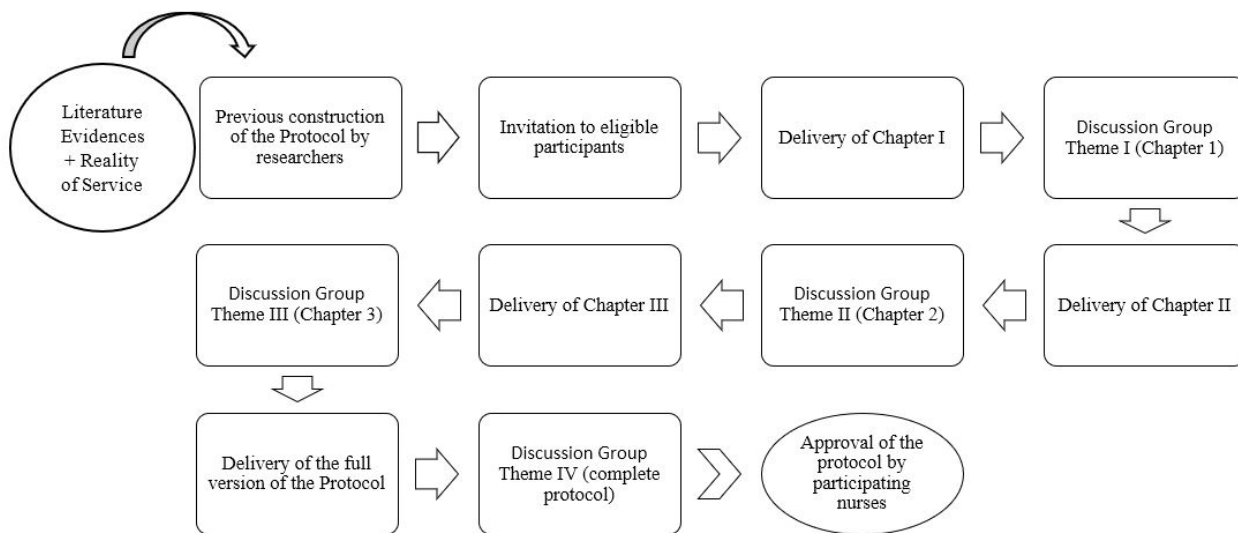 Literature
Evidences
+ Reality
of Service
Previous construction
of the Protocol by
researchers
Invitation to eligible
participants
Delivery of Chapter I
Discussion Group
Theme I (Chapter 1)
Delivery of Chapter II
Discussion Group
Theme II (Chapter 2)
Delivery of Chapter III
Discussion Group
Theme III (Chapter 3)
Delivery of the full
version of the Protocol
Discussion Group
Theme IV (complete
protocol)
Approval of the
protocol by
participating
nurses